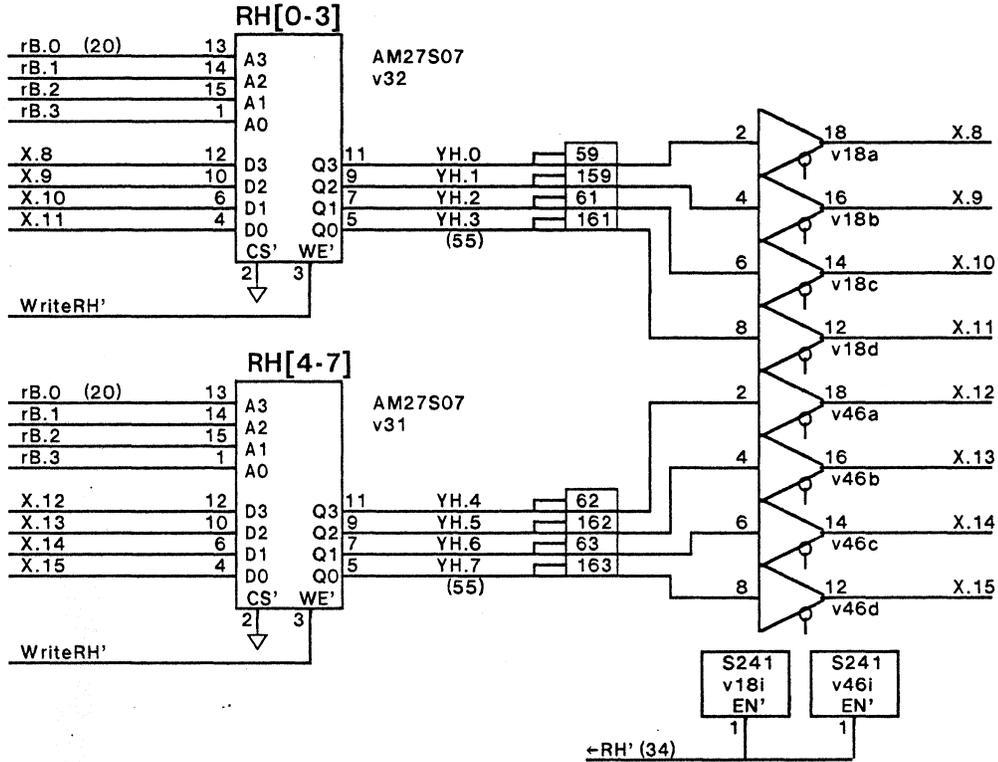 RH[0-3]
rB.0 (20) 13 A3 AM27S07
rB.1 14 A2 v32
rB.2 15 A1
rB.3 1 A0
X.8 12 D3 Q3 11 YH.0 59
X.9 10 D2 Q2 9 YH.1 159
X.10 6 D1 Q1 7 YH.2 61
X.11 4 D0 Q0 5 YH.3 161
(55)
CS' WE'
2 3
WriteRH'
2 18 X.8
v18a
4 16 X.9
v18b
6 14 X.10
v18c
8 12 X.11
v18d
RH[4-7]
rB.0 (20) 13 A3 AM27S07
rB.1 14 A2 v31
rB.2 15 A1
rB.3 1 A0
X.12 12 D3 Q3 11 YH.4 62
X.13 10 D2 Q2 9 YH.5 162
X.14 6 D1 Q1 7 YH.6 63
X.15 4 D0 Q0 5 YH.7 163
(55)
CS' WE'
2 3
WriteRH'
2 18 X.12
v46a
4 16 X.13
v46b
6 14 X.14
v46c
8 12 X.15
v46d
S241 S241
v18i v46i
EN' EN'
1 1
←RH' (34)